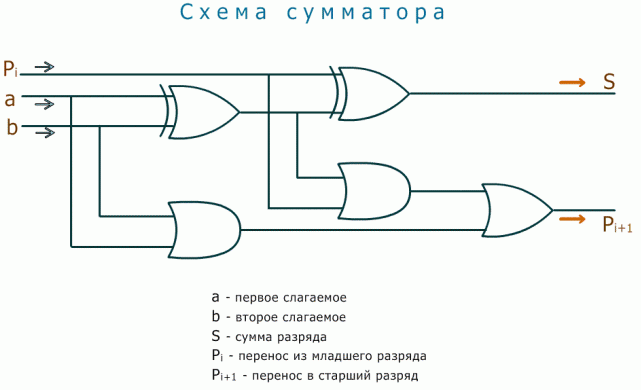 Схема сумматора
Pi
a
b
S
Pi+1
a - первое слагаемое
b - второе слагаемое
S - сумма разряда
Pi - перенос из младшего разряда
Pi+1 - перенос в старший разряд